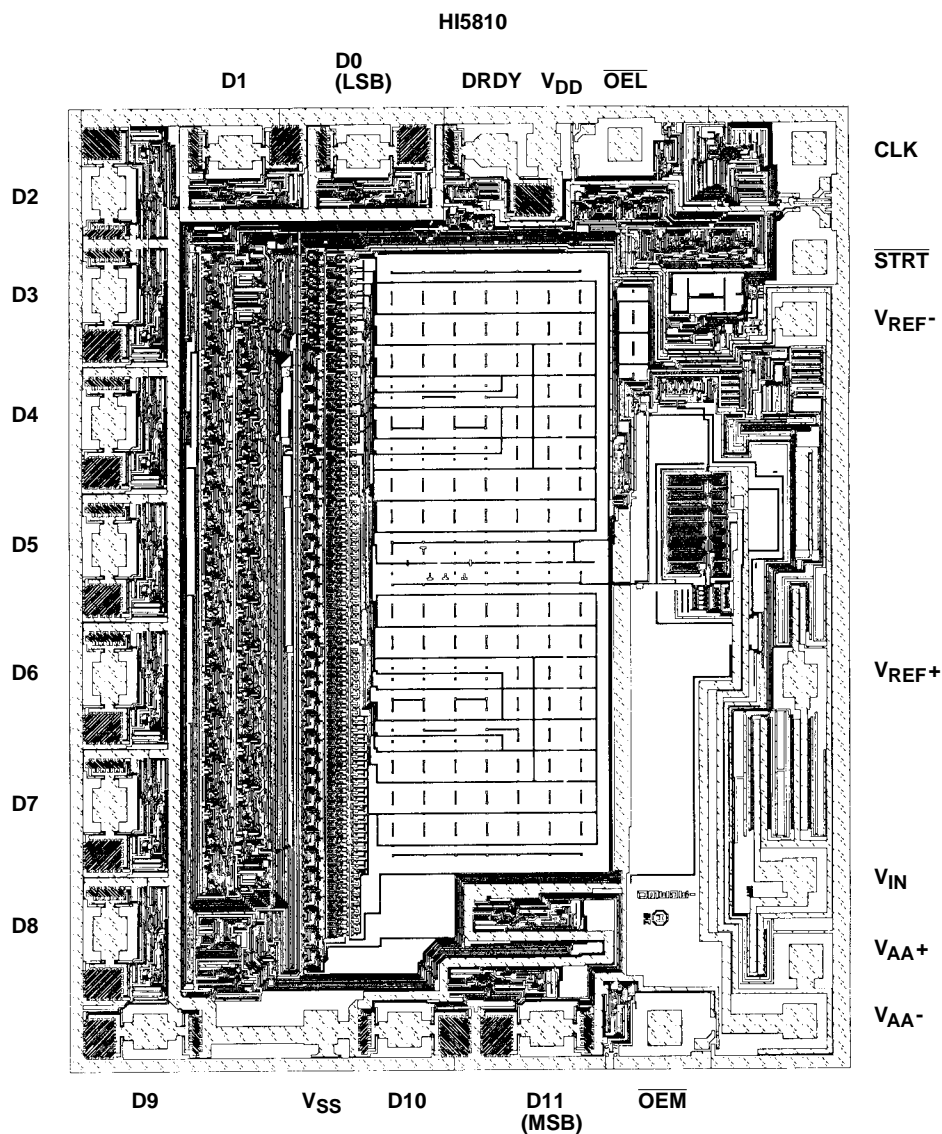 HI5810
D1
D0
(LSB)
DRDY
VDD
OEL
CLK
D2
STRT
D3
VREF-
D4
D5
D6
VREF+
D7
VIN
D8
VAA+
VAA-
D9
VSS
D10
D11
(MSB)
OEM